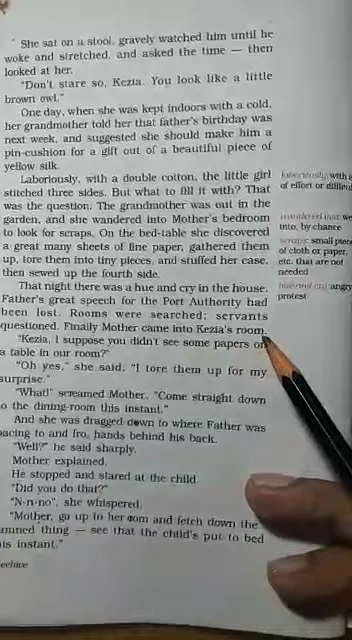 She sat on a stool, gravely watched him until he
woke and stretched, and asked the time — then
looked at her.
"Don't stare so, Kezia. You look like a little
brown owl."
One day, when she was kept indoors with a cold,
her grandmother told her that father's birthday was
next week, and suggested she should make him a
pin-cushion for a gift out of a beautiful piece of
yellow silk.
Laboriously, with a double cotton, the little girl
stitched three sides. But what to fill it with? That
was the question. The grandmother was out in the
garden, and she wandered into Mother's bedroom
to look for scraps. On the bed-table she discovered
a great many sheets of fine paper, gathered them
up, tore them into tiny pieces, and stuffed her case,
then sewed up the fourth side.
That night there was a hue and cry in the house.
Father's great speech for the Port Authority had
been lost. Rooms were searched; servants
questioned. Finally Mother came into Kezia's room.
"Kezia, I suppose you didn't see some papers on
a table in our room?"
"Oh yes," she said, "I tore them up for my
surprise."
"What!" screamed Mother. "Come straight down
o the dining-room this instant."
And she was dragged down to where Father was
acing to and fro, hands behind his back.
"Well?" he said sharply.
Mother explained.
He stopped and stared at the child.
"Did you do that?"
"N-n-no", she whispered.
"Mother, go up to her oom and fetch down the
amned thing — see that the child's put to bed
is instant."
eehive
laboriously: with a
of effort or difficul
wandered into: we
into, by chance
scraps: small piece
of cloth or paper,
etc. that are not
needed
hue and cry: angry
protest